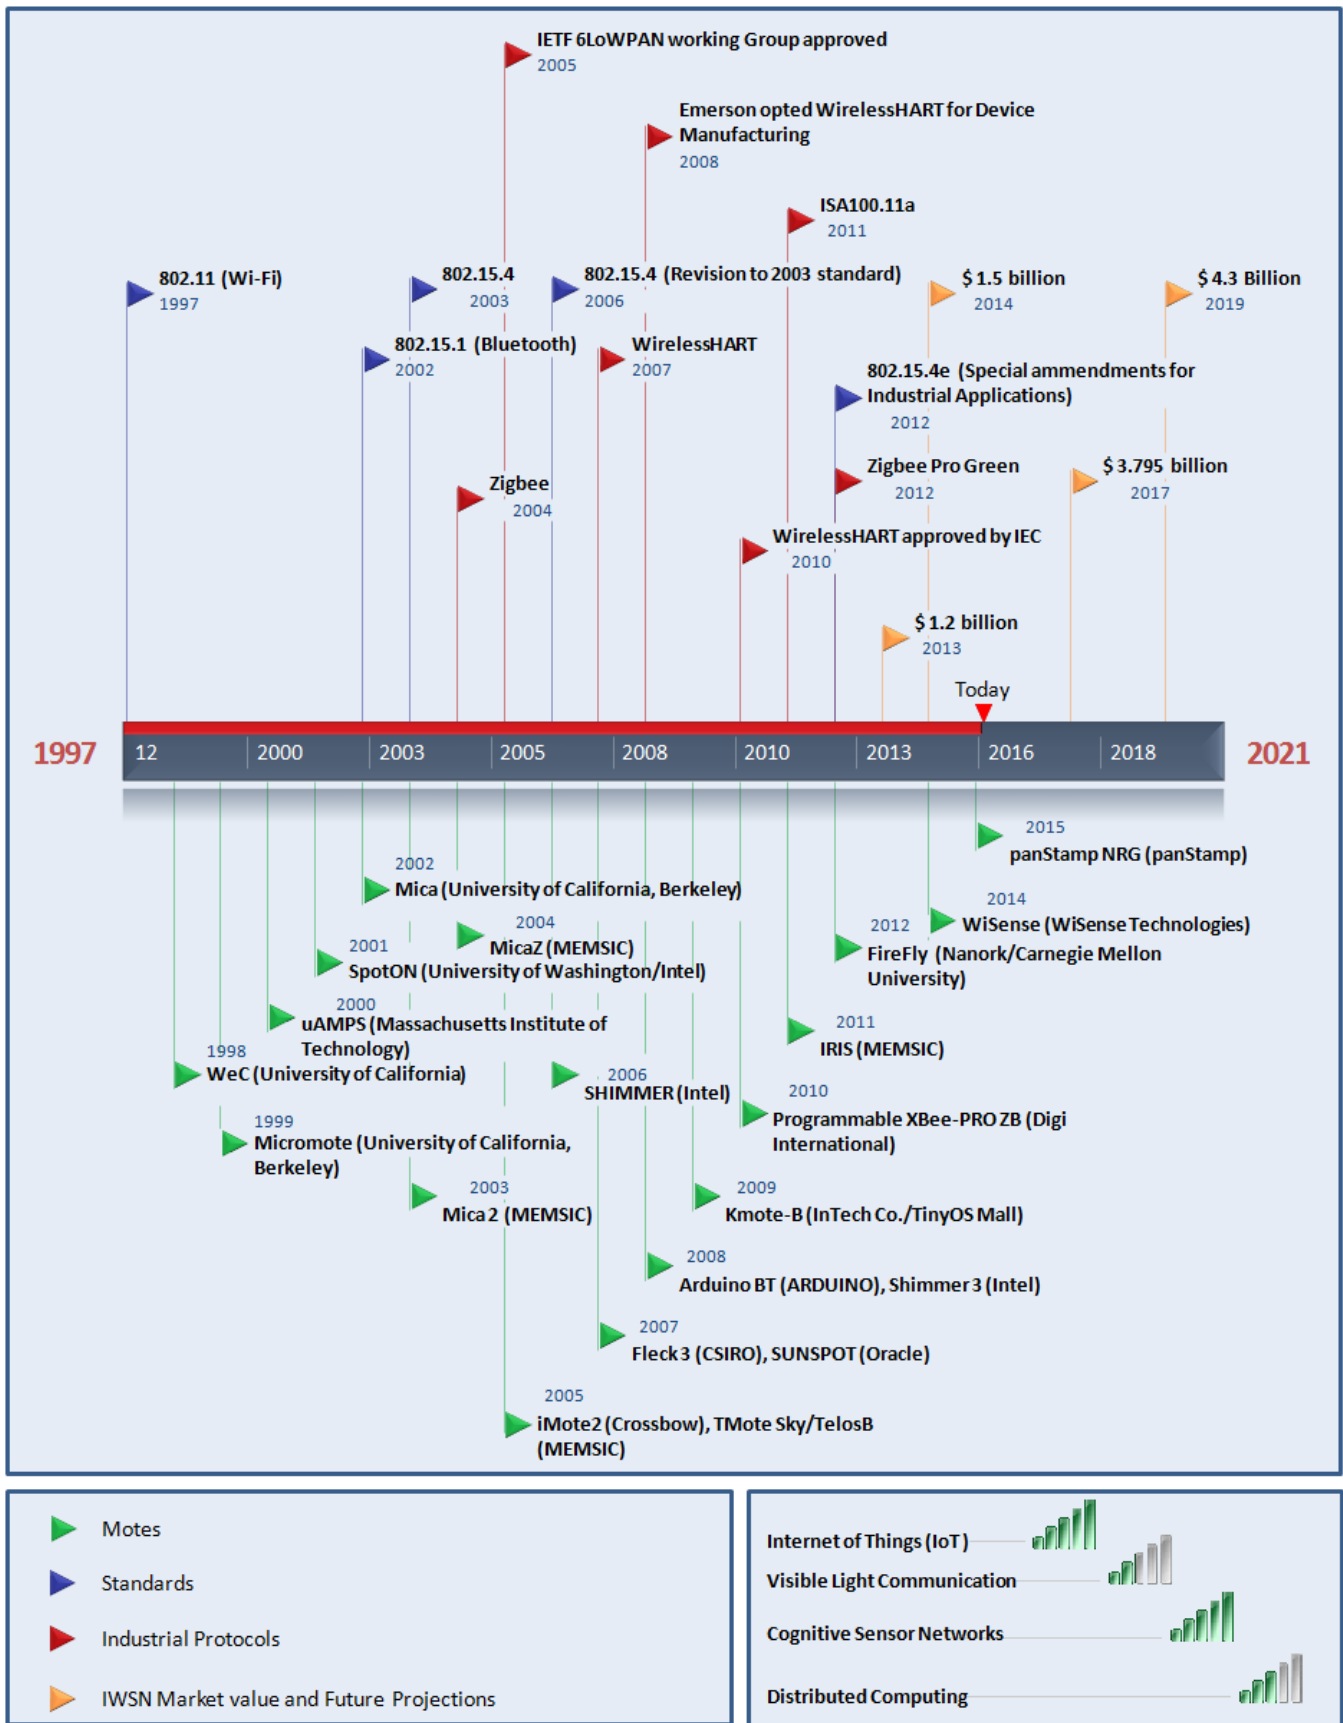 IETF 6LoWPAN working Group approved
2005
Emerson opted WirelessHART for Device
Manufacturing
2008
ISA100.11a
2011
802.11 (Wi-Fi)
1997
802.15.4
2003
802.15.4 (Revision to 2003 standard)
2006
$ 1.5 billion
2014
$ 4.3 Billion
2019
802.15.1 (Bluetooth)
2002
WirelessHART
2007
802.15.4e (Special ammendments for
Industrial Applications)
2012
Zigbee
2004
Zigbee Pro Green
2012
$ 3.795 billion
2017
WirelessHART approved by IEC
2010
$ 1.2 billion
2013
Today
1997
12 2000 2003 2005 2008 2010 2013 2016 2018
2021
2015
panStamp NRG (panStamp)
2002
Mica (University of California, Berkeley)
2014
WiSense (WiSense Technologies)
2004
MicaZ (MEMSIC)
2012
FireFly (Nanork/Carnegie Mellon
University)
2001
SpotON (University of Washington/Intel)
2000
uAMPS (Massachusetts Institute of
Technology)
2011
IRIS (MEMSIC)
1998
WeC (University of California)
2006
SHIMMER (Intel)
2010
Programmable XBee-PRO ZB (Digi
International)
1999
Micromote (University of California,
Berkeley)
2003
Mica 2 (MEMSIC)
2009
Kmote-B (InTech Co./TinyOS Mall)
2008
Arduino BT (ARDUINO), Shimmer 3 (Intel)
2007
Fleck 3 (CSIRO), SUNSPOT (Oracle)
2005
iMote2 (Crossbow), TMote Sky/TelosB
(MEMSIC)
Motes
Standards
Industrial Protocols
IWSN Market value and Future Projections
Internet of Things (IoT)
Visible Light Communication
Cognitive Sensor Networks
Distributed Computing